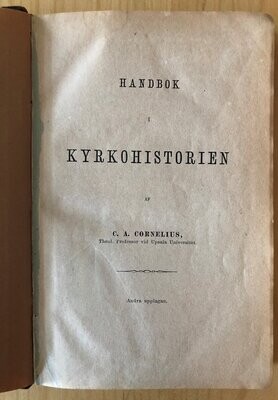 HANDBOK
I
KYRKOHISTORIEN
AF
C. A. CORNELIUS,
Theol. Professor vid Upsala Universitet.
Andra upplagan.